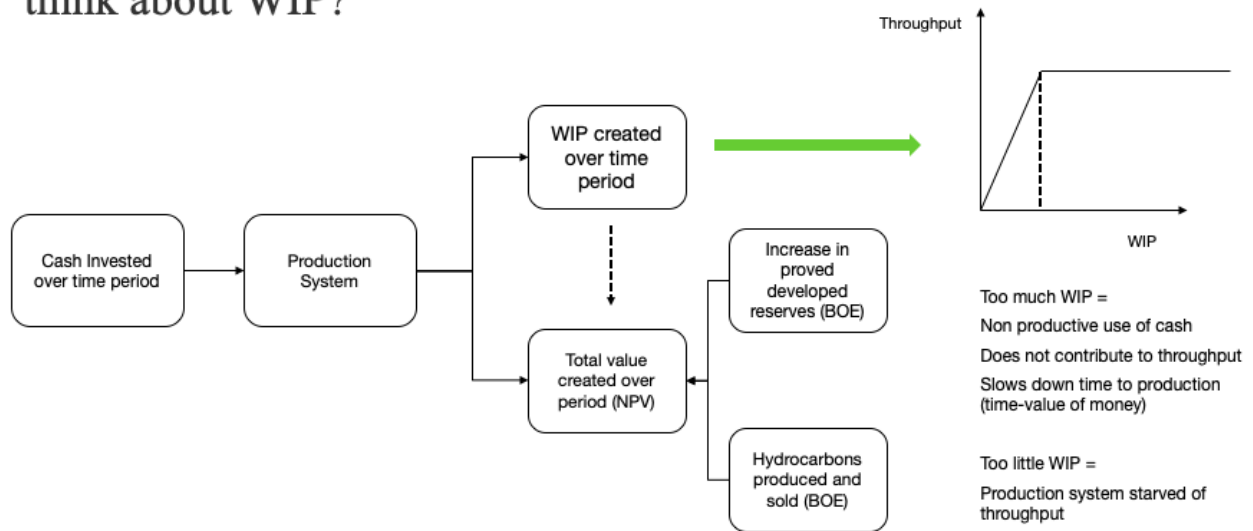 think about WIP?
Throughput
WIP
WIP created
over time
period
Cash Invested
over time period
Production
System
Increase in
proved
developed
reserves (BOE)
Total value
created over
period (NPV)
Hydrocarbons
produced and
sold (BOE)
Too much WIP =
Non productive use of cash
Does not contribute to throughput
Slows down time to production
(time-value of money)
Too little WIP =
Production system starved of
throughput